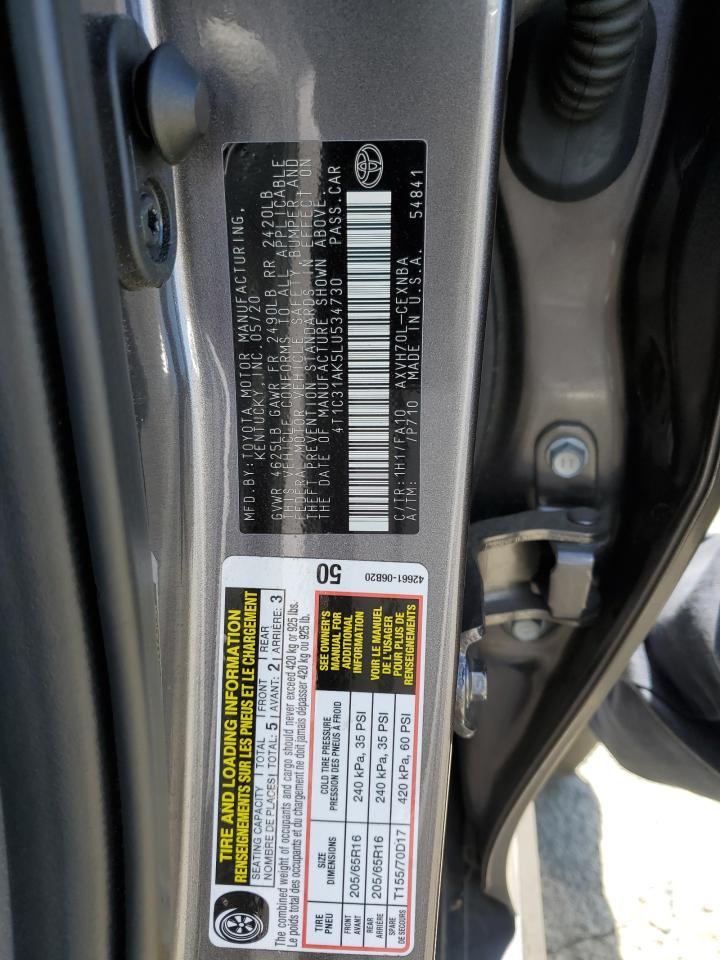 MFD.BY:TOYOTA MOTOR MANUFACTURING,
KENTUCKY,INC. 05/20
GVWR 4625LB GAWR FR 2490LB RR 2420LB
THIS VEHICLE CONFORMS TO ALL APPLICABLE
FEDERAL MOTOR VEHICLE SAFETY, BUMPER AND
THEFT PREVENTION STANDARDS IN EFFECT ON
THE DATE OF MANUFACTURE SHOWN ABOVE.
4T1C31AK5LU534730 PASS.CAR
C/TR: 1H1/FA10 AXVH70L-CEXNBA
A/TM: /P710 MADE IN U.S.A. 54841
TIRE AND LOADING INFORMATION
RENSEIGNEMENTS SUR LES PNEUS ET LE CHARGEMENT
SEATING CAPACITY TOTAL FRONT REAR
NOMBRE DE PLACES TOTAL: 5 AVANT: 2 ARRIÈRE: 3
The combined weight of occupants and cargo should never exceed 420 kg or 925 lbs.
Le poids total des occupants et du chargement ne doit jamais dépasser 420 kg ou 925 lb.
TIRE PNEU
SIZE DIMENSIONS
COLD TIRE PRESSURE PRESSION DES PNEUS À FROID
FRONT AVANT 205/65R16 240 kPa, 35 PSI
REAR ARRIÈRE 205/65R16 240 kPa, 35 PSI
SPARE DE SECOURS T155/70D17 420 kPa, 60 PSI
SEE OWNER'S
MANUAL FOR
ADDITIONAL
INFORMATION
VOIR LE MANUEL
DE L'USAGER
POUR PLUS DE
RENSEIGNEMENTS
50
42661-06B20